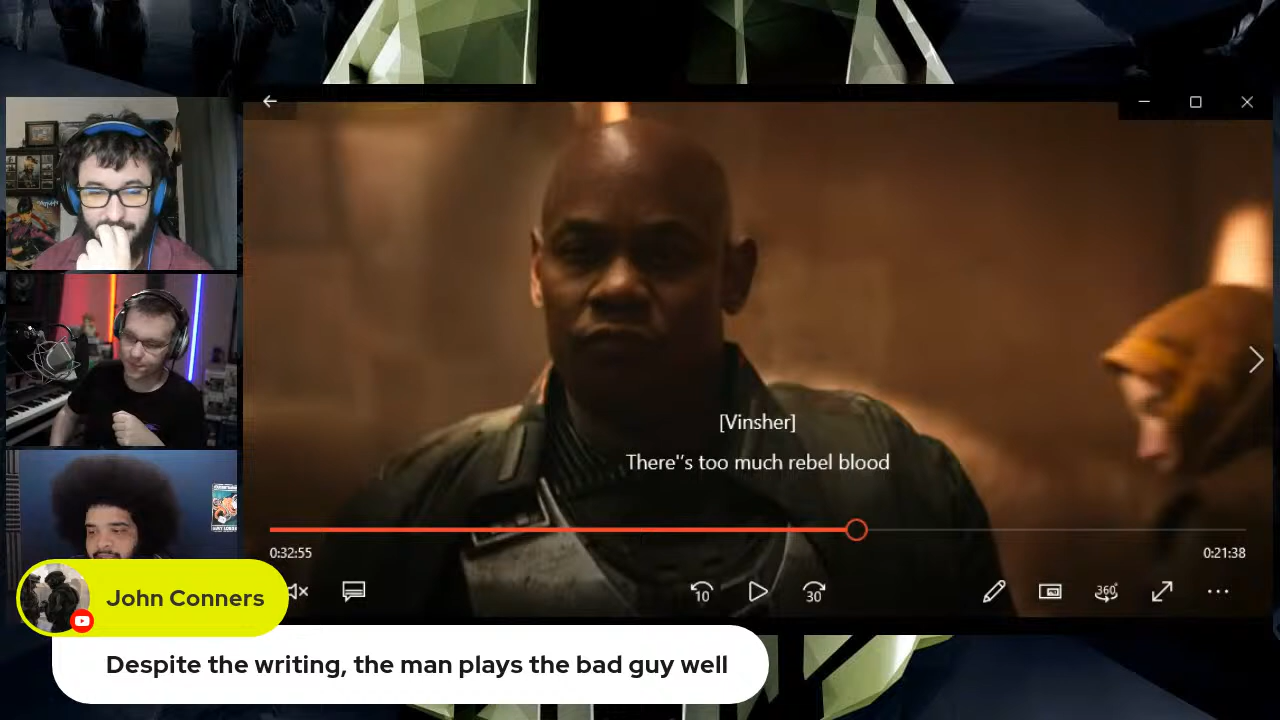 [Vinsher]
There''s too much rebel blood
0:32:55
0:21:38
10
30
360°
John Conners
Despite the writing, the man plays the bad guy well